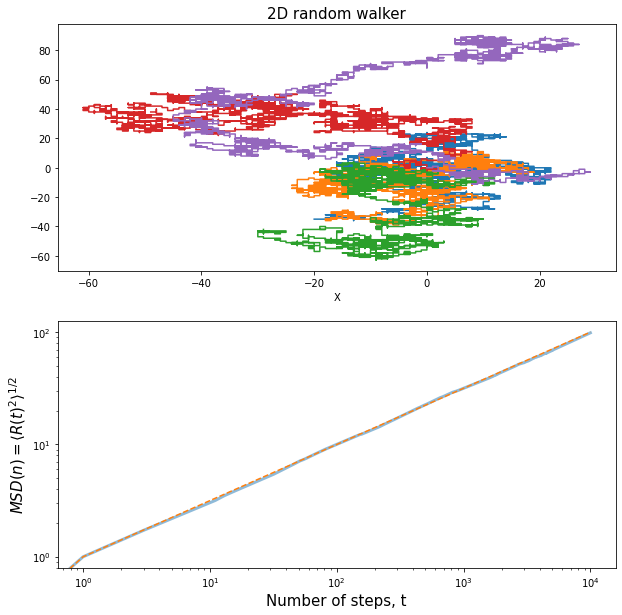 2D random walker
80
60
40
20
0
−20
−40
−60
−60 −40 −20 0 20
X
10²
10¹
10⁰
MSD(n) = ⟨R(t)²⟩^{1/2}
10⁰ 10¹ 10² 10³ 10⁴
Number of steps, t